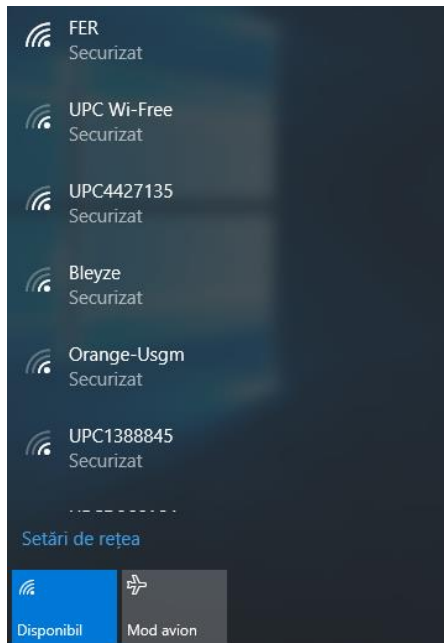 FER
Securizat
UPC Wi-Free
Securizat
UPC4427135
Securizat
Bleyze
Securizat
Orange-Usgm
Securizat
UPC1388845
Securizat
Setări de rețea
Disponibil
Mod avion